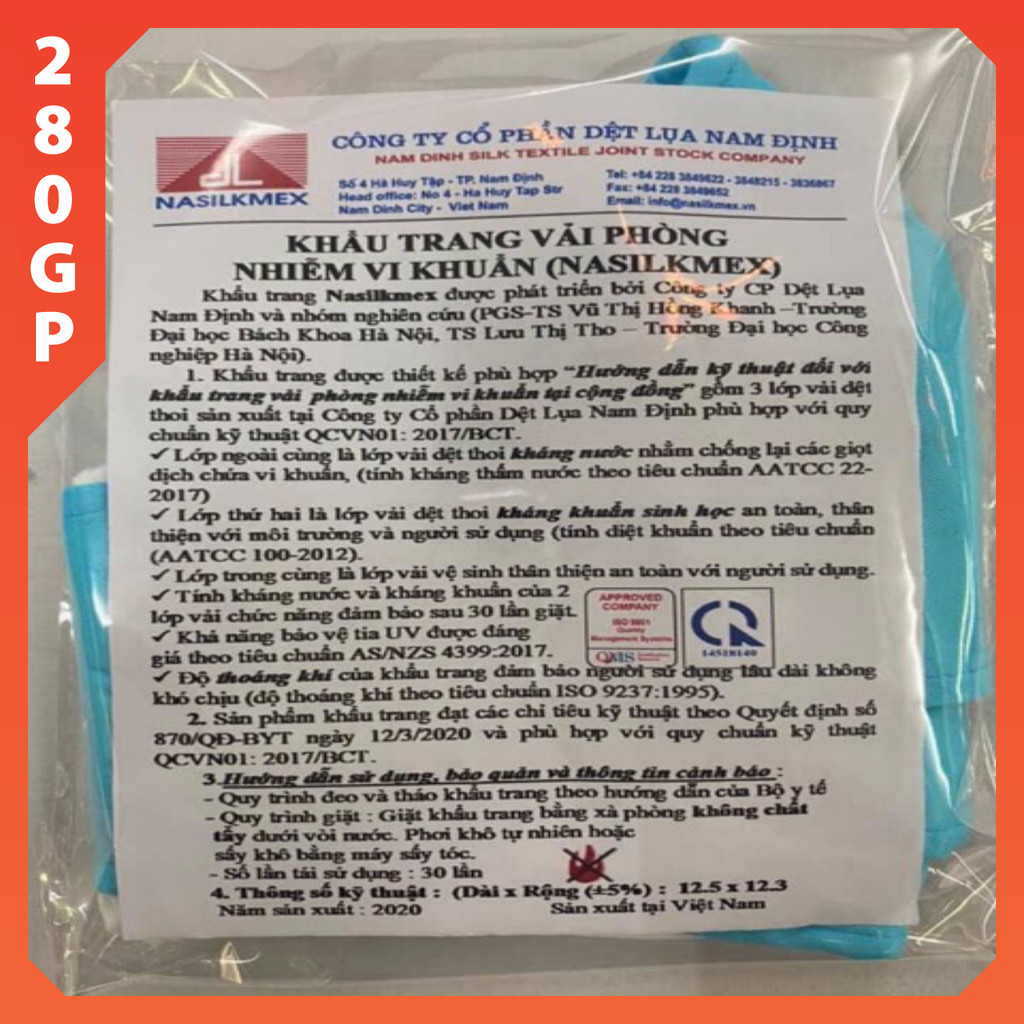 280GP
NASILKMEX
CÔNG TY CỔ PHẦN DỆT LỤA NAM ĐỊNH
NAM DINH SILK TEXTILE JOINT STOCK COMPANY
Số 4 Hà Huy Tập - TP. Nam Định
Head office: No 4 - Ha Huy Tap Str
Nam Dinh City - Viet Nam
Tel: +84 228 3849622 - 3848215 - 3836867
Fax: +84 228 3849652
Email: info@nasilkmex.vn
KHẨU TRANG VẢI PHÒNG
NHIỄM VI KHUẨN (NASILKMEX)
Khẩu trang Nasilkmex được phát triển bởi Công ty CP Dệt Lụa
Nam Định và nhóm nghiên cứu (PGS-TS Vũ Thị Hồng Khanh –Trường
Đại học Bách Khoa Hà Nội, TS Lưu Thị Tho – Trường Đại học Công
nghiệp Hà Nội).
1. Khẩu trang được thiết kế phù hợp “Hướng dẫn kỹ thuật đối với
khẩu trang vải phòng nhiễm vi khuẩn tại cộng đồng” gồm 3 lớp vải dệt
thoi sản xuất tại Công ty Cổ phần Dệt Lụa Nam Định phù hợp với quy
chuẩn kỹ thuật QCVN01: 2017/BCT.
✓ Lớp ngoài cùng là lớp vải dệt thoi kháng nước nhằm chống lại các giọt
dịch chứa vi khuẩn, (tính kháng thấm nước theo tiêu chuẩn AATCC 22-
2017)
✓ Lớp thứ hai là lớp vải dệt thoi kháng khuẩn sinh học an toàn, thân
thiện với môi trường và người sử dụng (tính diệt khuẩn theo tiêu chuẩn
(AATCC 100-2012).
✓ Lớp trong cùng là lớp vải vệ sinh thân thiện an toàn với người sử dụng.
✓ Tính kháng nước và kháng khuẩn của 2
lớp vải chức năng đảm bảo sau 30 lần giặt.
✓ Khả năng bảo vệ tia UV được đáng
giá theo tiêu chuẩn AS/NZS 4399:2017.
APPROVED
COMPANY
ISO 9001
Quality
Management Systems
QMS
14528140
✓ Độ thoáng khí của khẩu trang đảm bảo người sử dụng lâu dài không
khó chịu (độ thoáng khí theo tiêu chuẩn ISO 9237:1995).
2. Sản phẩm khẩu trang đạt các chỉ tiêu kỹ thuật theo Quyết định số
870/QĐ-BYT ngày 12/3/2020 và phù hợp với quy chuẩn kỹ thuật
QCVN01: 2017/BCT.
3.Hướng dẫn sử dụng, bảo quản và thông tin cảnh báo :
- Quy trình đeo và tháo khẩu trang theo hướng dẫn của Bộ y tế
- Quy trình giặt : Giặt khẩu trang bằng xà phòng không chất
tẩy dưới vòi nước. Phơi khô tự nhiên hoặc
sấy khô bằng máy sấy tóc.
- Số lần tái sử dụng : 30 lần
4. Thông số kỹ thuật : (Dài x Rộng (±5%) : 12.5 x 12.3
Năm sản xuất : 2020
Sản xuất tại Việt Nam